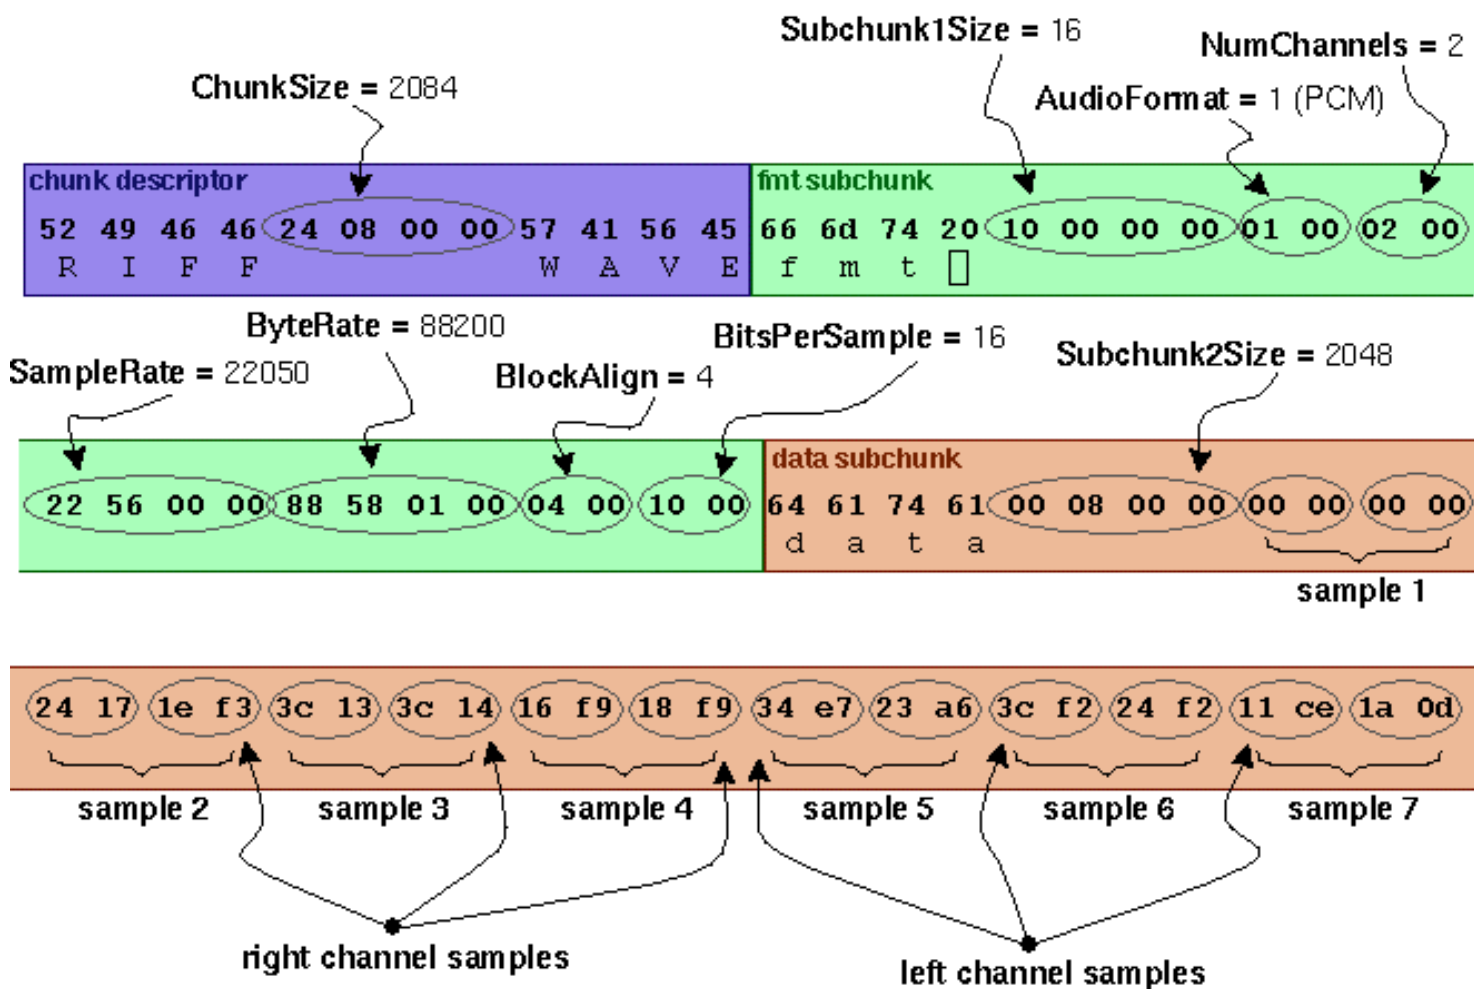 Subchunk1Size = 16
NumChannels = 2
ChunkSize = 2084
AudioFormat = 1 (PCM)
chunk descriptor
fmt subchunk
52 49 46 46 24 08 00 00 57 41 56 45 66 6d 74 20 10 00 00 00 01 00 02 00
R I F F W A V E f m t
ByteRate = 88200
BitsPerSample = 16
Subchunk2Size = 2048
SampleRate = 22050
BlockAlign = 4
data subchunk
22 56 00 00 88 58 01 00 04 00 10 00 64 61 74 61 00 08 00 00 00 00 00 00
d a t a
sample 1
24 17 1e f3 3c 13 3c 14 16 f9 18 f9 34 e7 23 a6 3c f2 24 f2 11 ce 1a 0d
sample 2 sample 3 sample 4 sample 5 sample 6 sample 7
right channel samples
left channel samples